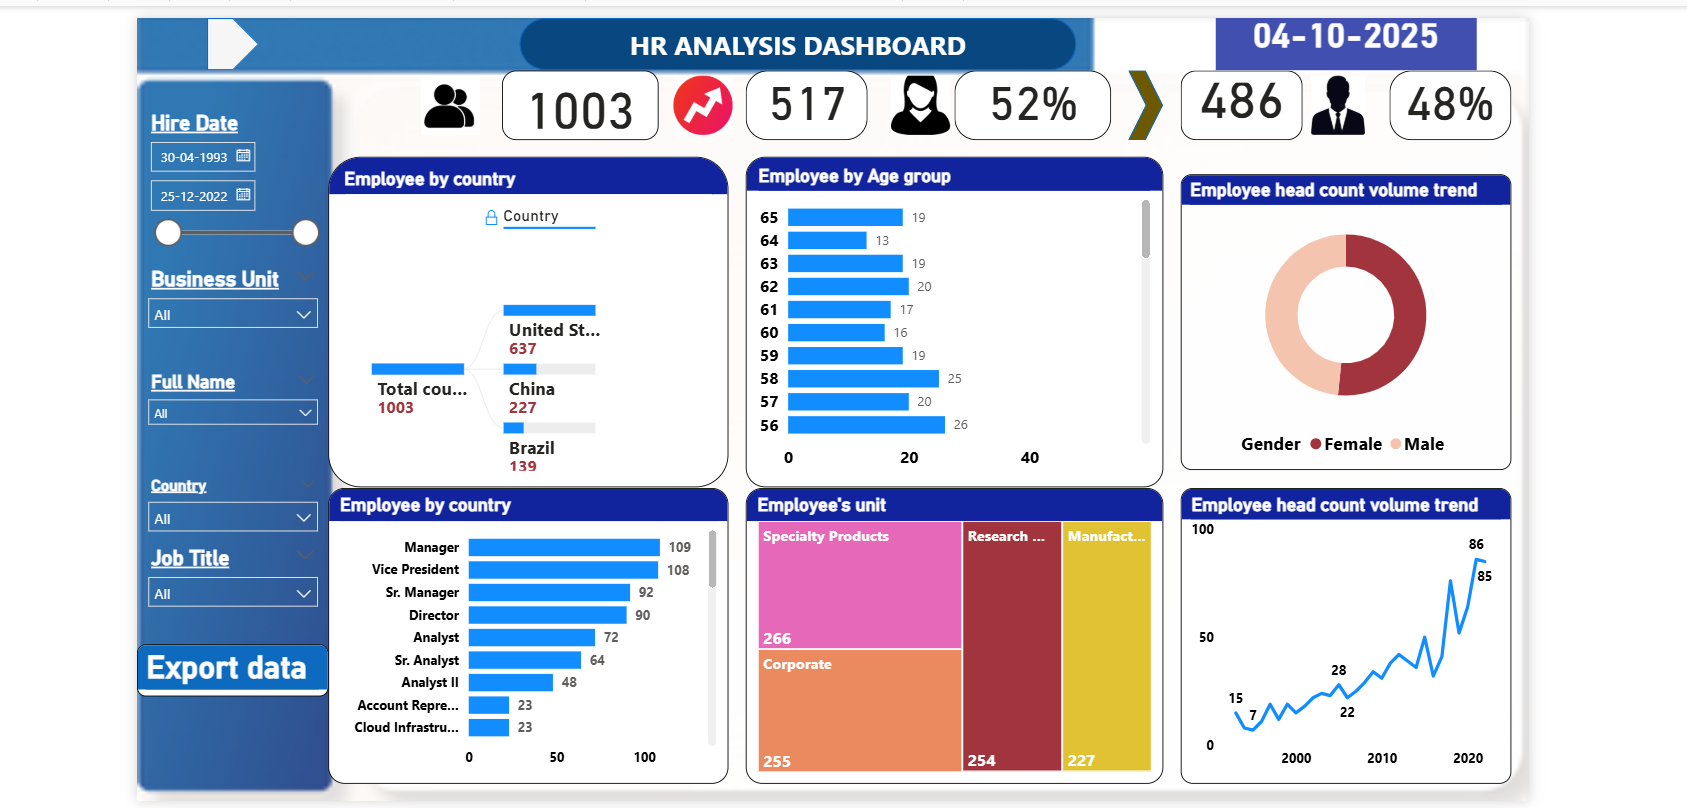 HR ANALYSIS DASHBOARD
04-10-2025
1003
517
52%
486
48%
Hire Date
30-04-1993
25-12-2022
Business Unit
All
Full Name
All
Country
All
Job Title
All
Export data
Employee by country
Country
United St...
637
Total cou...
1003
China
227
Brazil
139
Employee by Age group
65 19
64 13
63 19
62 20
61 17
60 16
59 19
58 25
57 20
56 26
0 20 40
Employee head count volume trend
Gender Female Male
Employee by country
Manager 109
Vice President 108
Sr. Manager 92
Director 90
Analyst 72
Sr. Analyst 64
Analyst II 48
Account Repre... 23
Cloud Infrastru... 23
0 50 100
Employee's unit
Specialty Products
266
Corporate
255
Research ...
254
Manufact...
227
Employee head count volume trend
100
86
85
50
28
15
7
22
0
2000 2010 2020